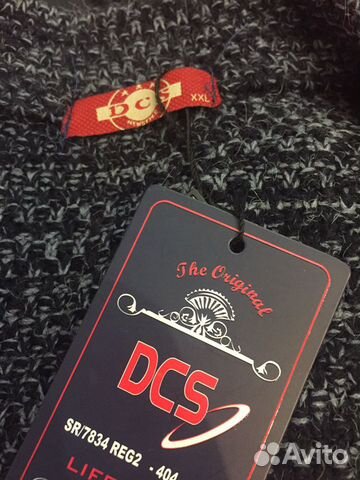 DCS
XXL
The Original
DCS
SR/7834 REG2 - 404
Avito